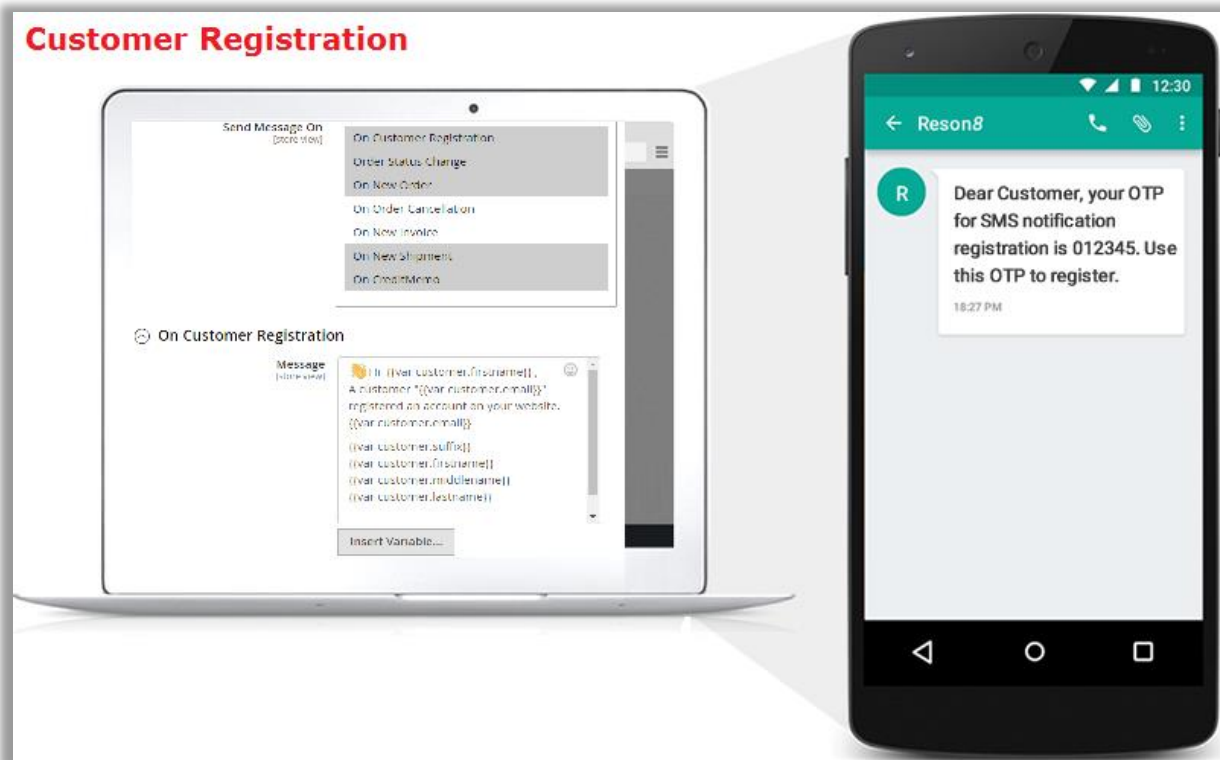 Customer Registration
Send Message On
[store view]
On Customer Registration
Order Status Change
On New Order
On Order Cancellation
On New Invoice
On New Shipment
On CreditMemo
On Customer Registration
Message
[store view]
Hi {{var customer.firstname}},
A customer "{{var customer.email}}"
registered an account on your website.
{{var customer.email}}
{{var customer.suffix}}
{{var customer.firstname}}
{{var customer.middlename}}
{{var customer.lastname}}
Insert Variable...
12:30
Reson8
R
Dear Customer, your OTP
for SMS notification
registration is 012345. Use
this OTP to register.
18:27 PM